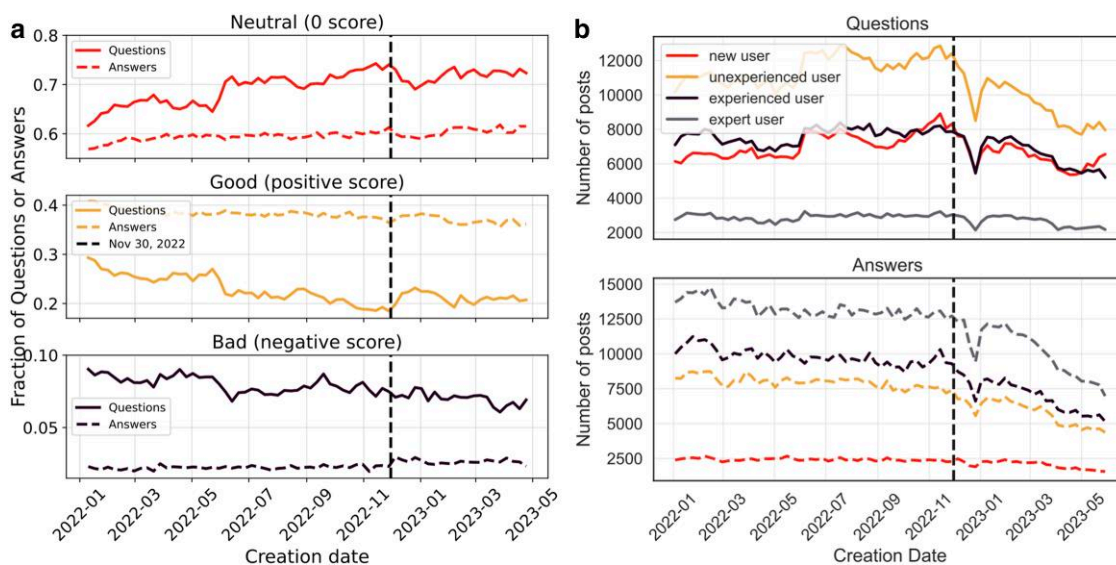 a
Neutral (0 score)
0.8
0.7
0.6
Questions
Answers
Good (positive score)
0.4
0.3
0.2
Questions
Answers
Nov 30, 2022
Bad (negative score)
0.10
0.05
Questions
Answers
Fraction of Questions or Answers
2022-01
2022-03
2022-05
2022-07
2022-09
2022-11
2023-01
2023-03
2023-05
Creation date
b
Questions
12000
10000
8000
6000
4000
2000
Number of posts
new user
unexperienced user
experienced user
expert user
Answers
15000
12500
10000
7500
5000
2500
Number of posts
2022-01
2022-03
2022-05
2022-07
2022-09
2022-11
2023-01
2023-03
2023-05
Creation Date